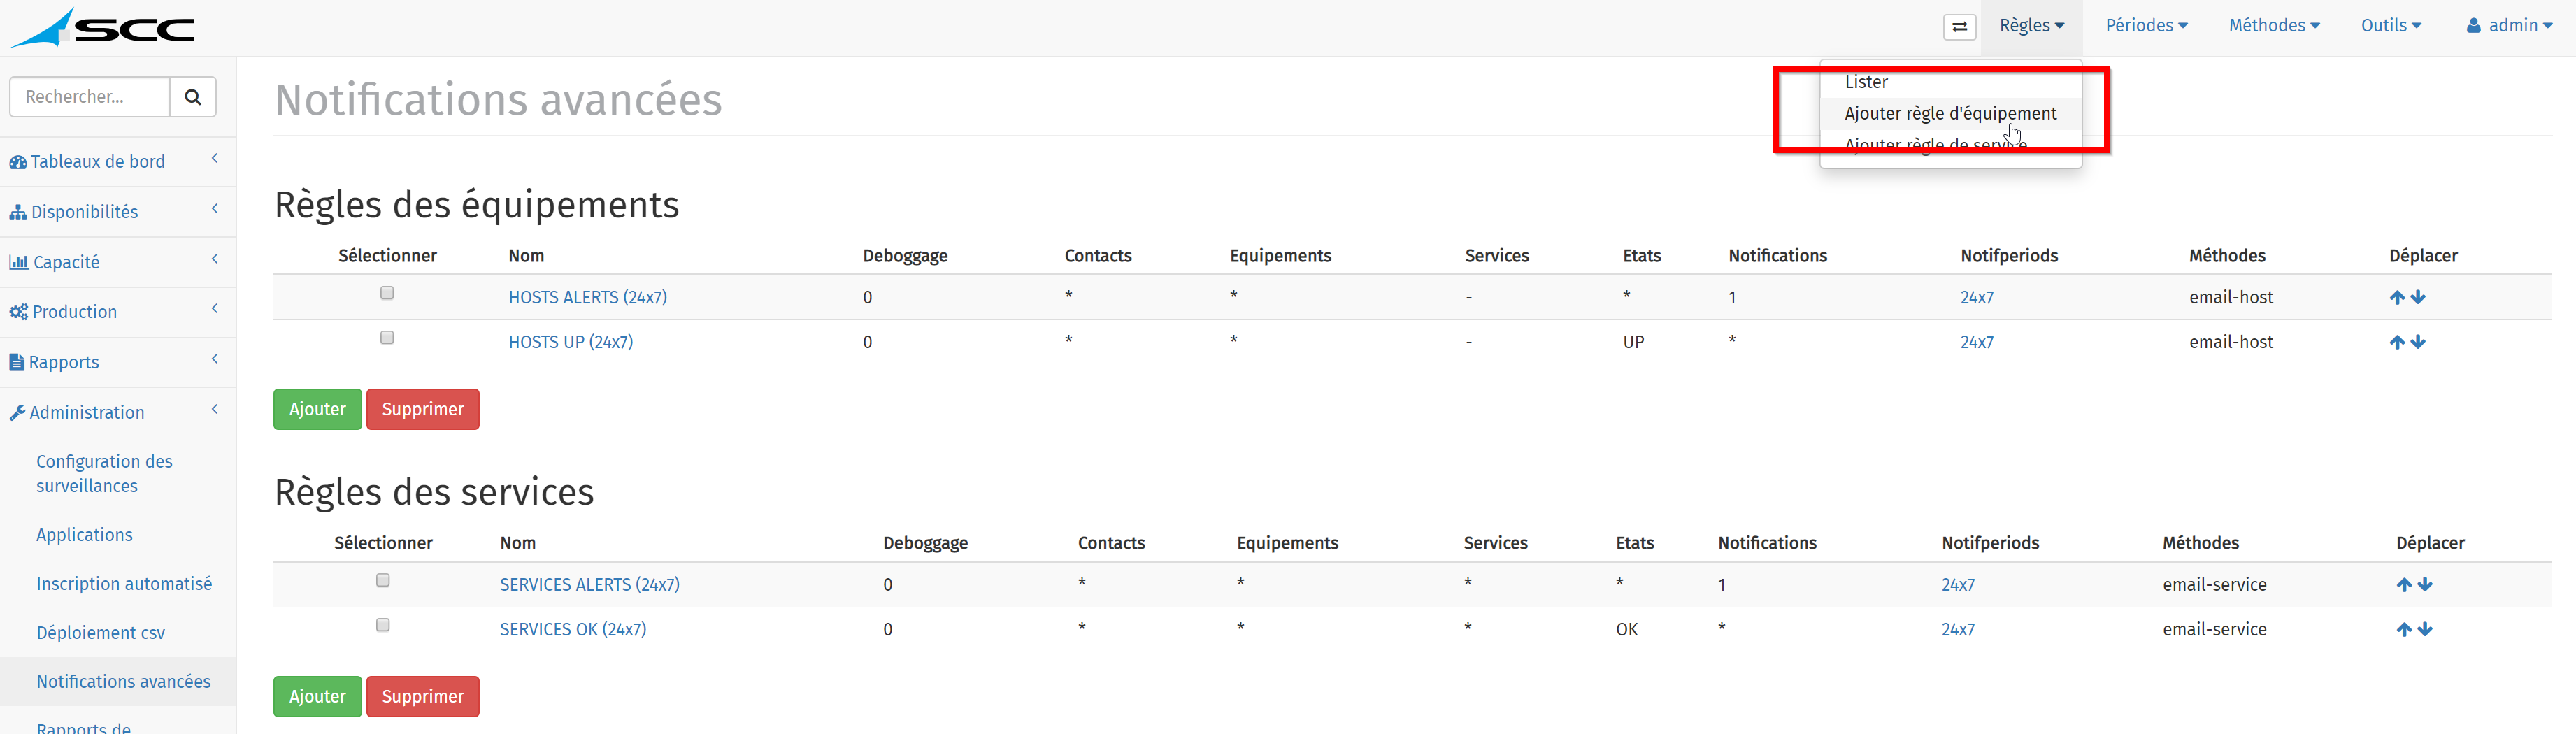 SCC
Règles Périodes Méthodes Outils admin
Rechercher...
Notifications avancées
Lister
Ajouter règle d'équipement
Ajouter règle de service
Tableaux de bord
Disponibilités
Capacité
Production
Rapports
Administration
Configuration des
surveillances
Applications
Inscription automatisé
Déploiement csv
Notifications avancées
Rapports de
Règles des équipements
Sélectionner Nom Deboggage Contacts Equipements Services Etats Notifications Notifperiods Méthodes Déplacer
HOSTS ALERTS (24x7) 0 * * - * 1 24x7 email-host
HOSTS UP (24x7) 0 * * - UP * 24x7 email-host
Ajouter Supprimer
Règles des services
Sélectionner Nom Deboggage Contacts Equipements Services Etats Notifications Notifperiods Méthodes Déplacer
SERVICES ALERTS (24x7) 0 * * * * 1 24x7 email-service
SERVICES OK (24x7) 0 * * * OK * 24x7 email-service
Ajouter Supprimer